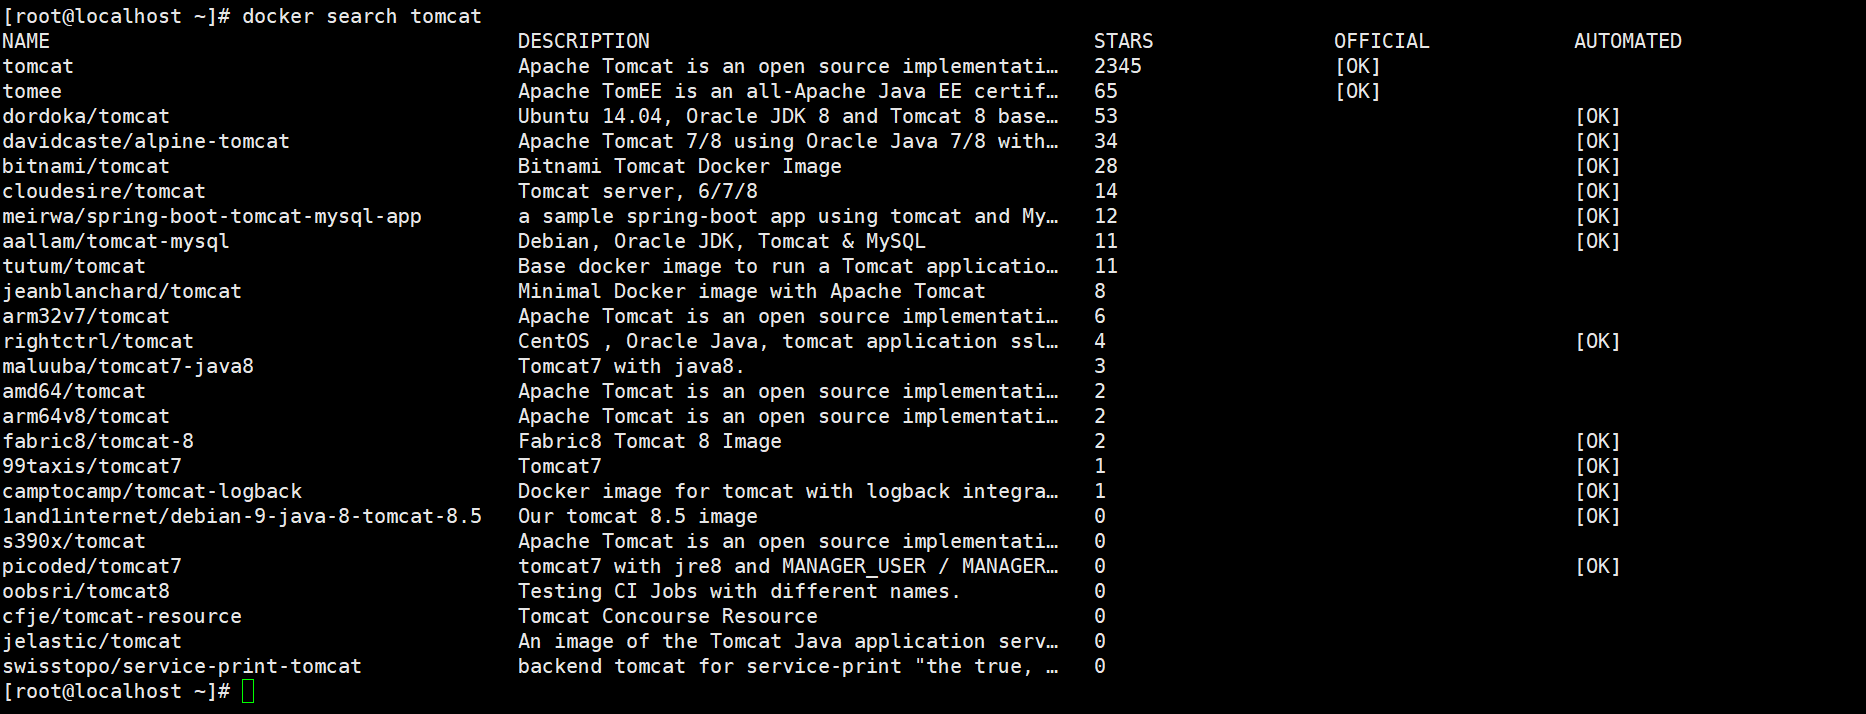 [root@localhost ~]# docker search tomcat
NAME DESCRIPTION STARS OFFICIAL AUTOMATED
tomcat Apache Tomcat is an open source implementati… 2345 [OK]
tomee Apache TomEE is an all-Apache Java EE certif… 65 [OK]
dordoka/tomcat Ubuntu 14.04, Oracle JDK 8 and Tomcat 8 base… 53 [OK]
davidcaste/alpine-tomcat Apache Tomcat 7/8 using Oracle Java 7/8 with… 34 [OK]
bitnami/tomcat Bitnami Tomcat Docker Image 28 [OK]
cloudesire/tomcat Tomcat server, 6/7/8 14 [OK]
meirwa/spring-boot-tomcat-mysql-app a sample spring-boot app using tomcat and My… 12 [OK]
aallam/tomcat-mysql Debian, Oracle JDK, Tomcat & MySQL 11 [OK]
tutum/tomcat Base docker image to run a Tomcat applicatio… 11
jeanblanchard/tomcat Minimal Docker image with Apache Tomcat 8
arm32v7/tomcat Apache Tomcat is an open source implementati… 6
rightctrl/tomcat CentOS , Oracle Java, tomcat application ssl… 4 [OK]
maluuba/tomcat7-java8 Tomcat7 with java8. 3
amd64/tomcat Apache Tomcat is an open source implementati… 2
arm64v8/tomcat Apache Tomcat is an open source implementati… 2
fabric8/tomcat-8 Fabric8 Tomcat 8 Image 2 [OK]
99taxis/tomcat7 Tomcat7 1 [OK]
camptocamp/tomcat-logback Docker image for tomcat with logback integra… 1 [OK]
1and1internet/debian-9-java-8-tomcat-8.5 Our tomcat 8.5 image 0 [OK]
s390x/tomcat Apache Tomcat is an open source implementati… 0
picoded/tomcat7 tomcat7 with jre8 and MANAGER_USER / MANAGER… 0 [OK]
oobsri/tomcat8 Testing CI Jobs with different names. 0
cfje/tomcat-resource Tomcat Concourse Resource 0
jelastic/tomcat An image of the Tomcat Java application serv… 0
swisstopo/service-print-tomcat backend tomcat for service-print "the true, … 0
[root@localhost ~]#